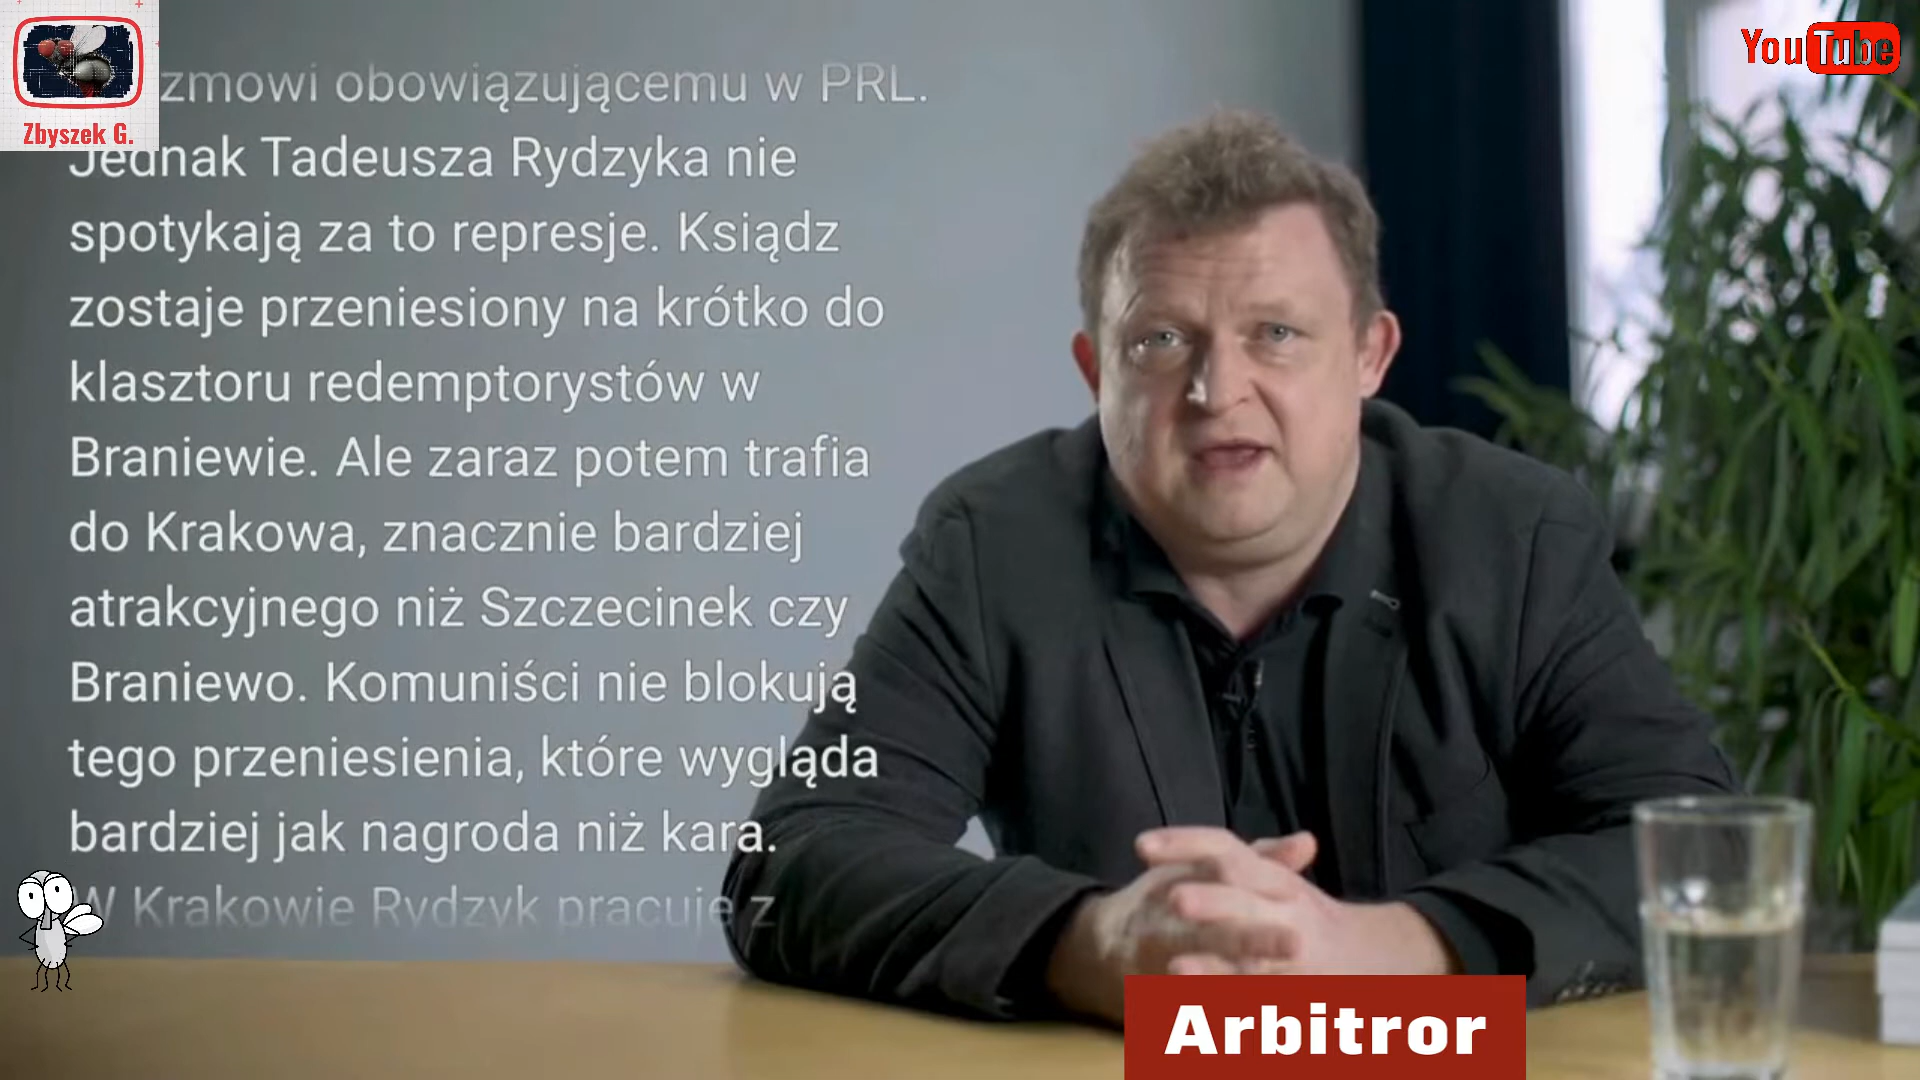 Zbyszek G.
YouTube
zmowi obowiązującemu w PRL.
Jednak Tadeusza Rydzyka nie
spotykają za to represje. Ksiądz
zostaje przeniesiony na krótko do
klasztoru redemptorystów w
Braniewie. Ale zaraz potem trafia
do Krakowa, znacznie bardziej
atrakcyjnego niż Szczecinek czy
Braniewo. Komuniści nie blokują
tego przeniesienia, które wygląda
bardziej jak nagroda niż kara.
W Krakowie Rydzyk pracuje z
Arbitror